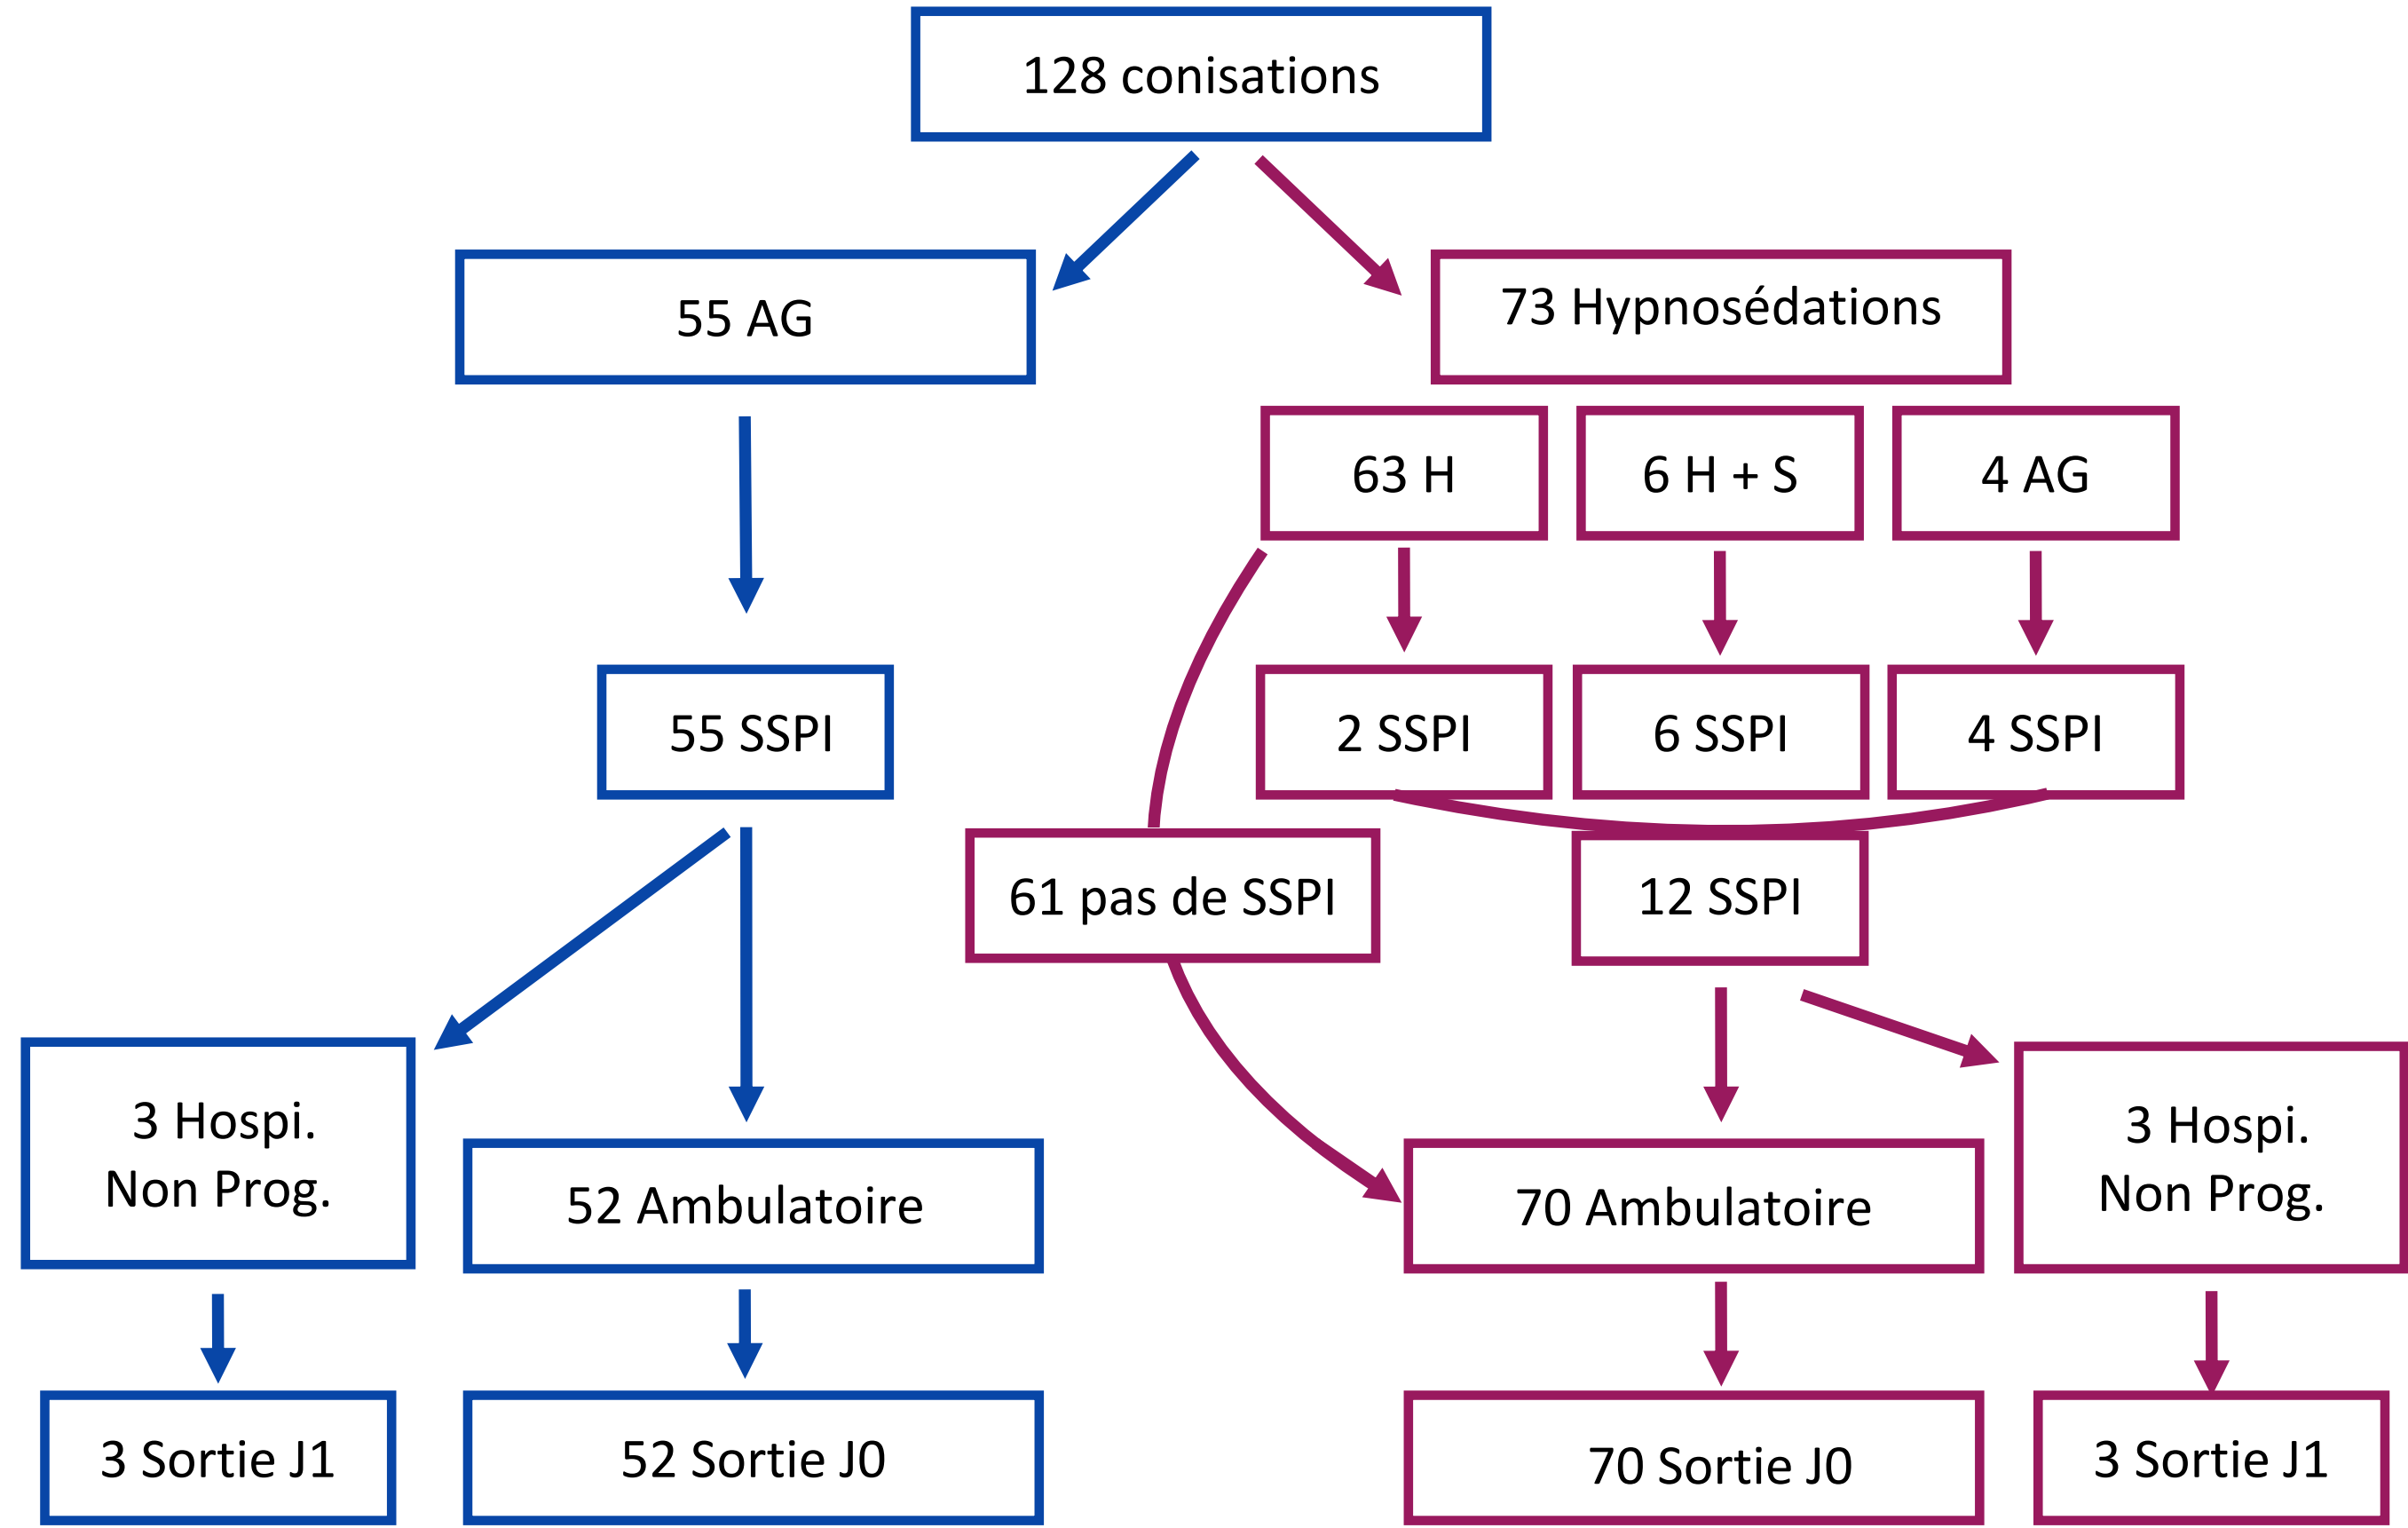 128 conisations
55 AG
73 Hypnosédations
63 H
6 H + S
4 AG
55 SSPI
2 SSPI
6 SSPI
4 SSPI
61 pas de SSPI
12 SSPI
3 Hospi.
Non Prog.
52 Ambulatoire
70 Ambulatoire
3 Hospi.
Non Prog.
3 Sortie J1
52 Sortie J0
70 Sortie J0
3 Sortie J1